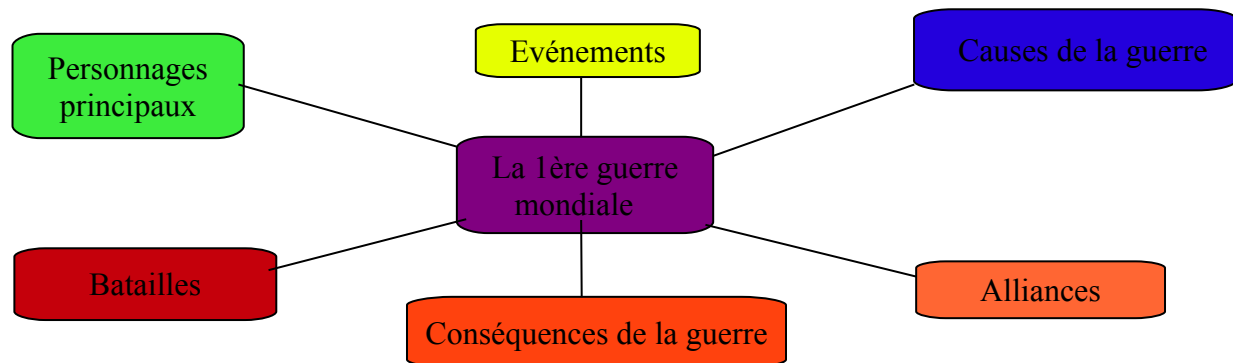 Personnages
principaux
Evénements
Causes de la guerre
La 1ère guerre
mondiale
Batailles
Conséquences de la guerre
Alliances